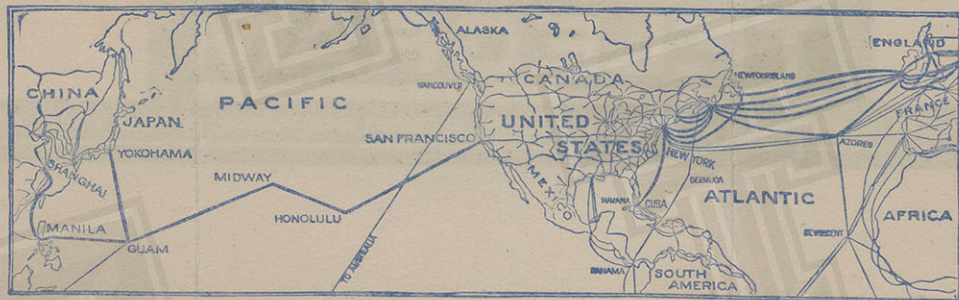 ALASKA
ENGLAND
CANADA
NEWFOUNDLAND
VANCOUVER
CHINA
PACIFIC
FRANCE
JAPAN
UNITED
STATES
SAN FRANCISCO
AZORES
YOKOHAMA
NEW YORK
SHANGHAI
MIDWAY
BERMUDA
MEXICO
ATLANTIC
HAVANA
CUBA
HONOLULU
AFRICA
MANILA
ST VINCENT
GUAM
TO AUSTRALIA
PANAMA
SOUTH
AMERICA